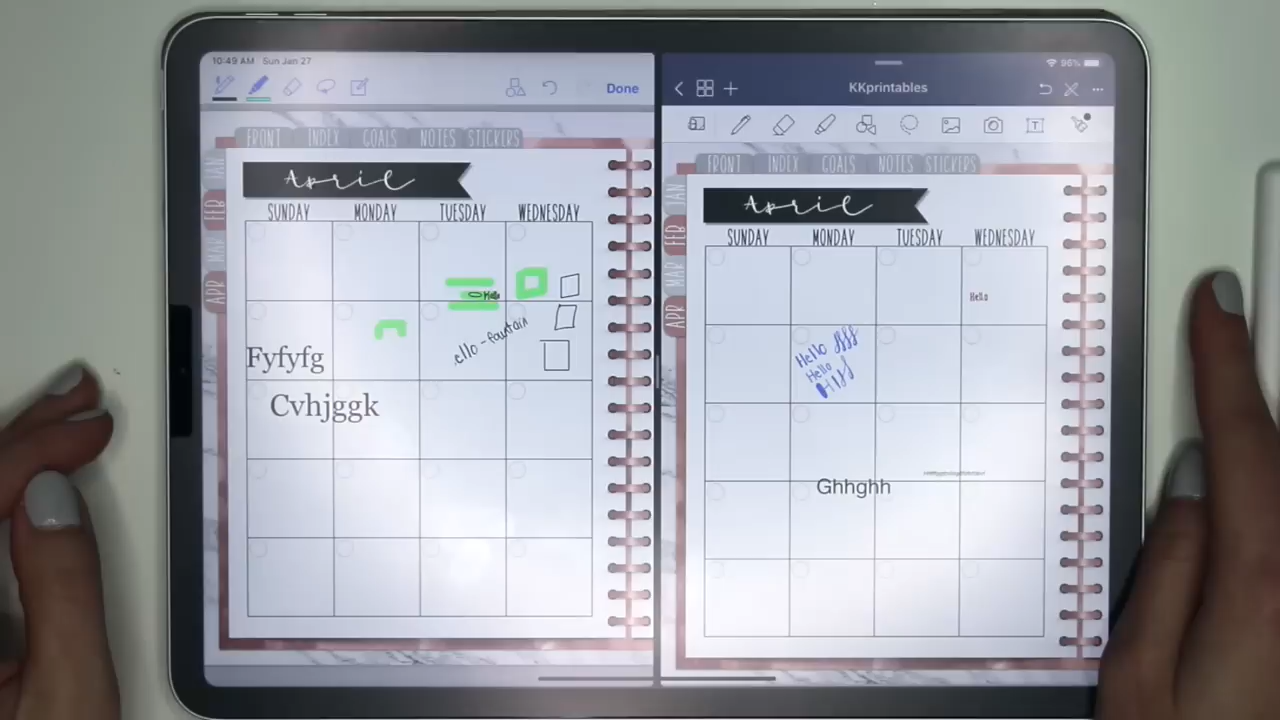 10:49 AM Sun Jan 27
Done
FRONT INDEX GOALS NOTES STICKERS
JAN
FEB
MAR
APR
April
SUNDAY MONDAY TUESDAY WEDNESDAY
Hello
ello - fountain
Fyfyfg
Cvhjggk
96%
KKprintables
FRONT INDEX GOALS NOTES STICKERS
JAN
FEB
MAR
APR
April
SUNDAY MONDAY TUESDAY WEDNESDAY
Hello
Hello
Hello
Ghhghh